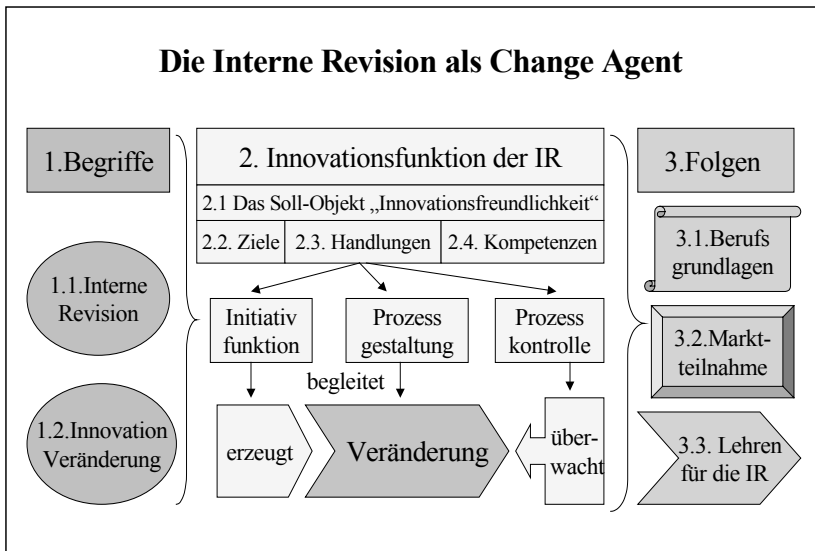 Die Interne Revision als Change Agent
1.Begriffe
1.1.Interne
Revision
1.2.Innovation
Veränderung
2. Innovationsfunktion der IR
2.1 Das Soll-Objekt „Innovationsfreundlichkeit“
2.2. Ziele
2.3. Handlungen
2.4. Kompetenzen
Initiativ
funktion
Prozess
gestaltung
Prozess
kontrolle
begleitet
erzeugt
Veränderung
über-
wacht
3.Folgen
3.1.Berufs
grundlagen
3.2.Markt-
teilnahme
3.3. Lehren
für die IR